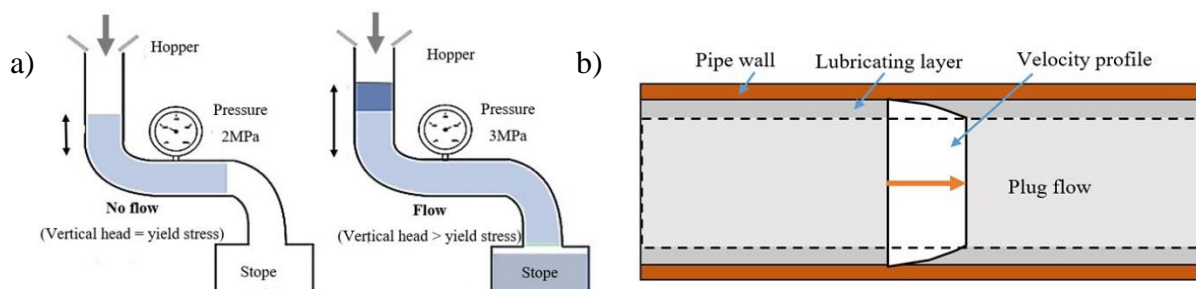 a)
Hopper
Pressure
2MPa
No flow
(Vertical head = yield stress)
Stope
Hopper
Pressure
3MPa
Flow
(Vertical head > yield stress)
Stope
b)
Pipe wall
Lubricating layer
Velocity profile
Plug flow